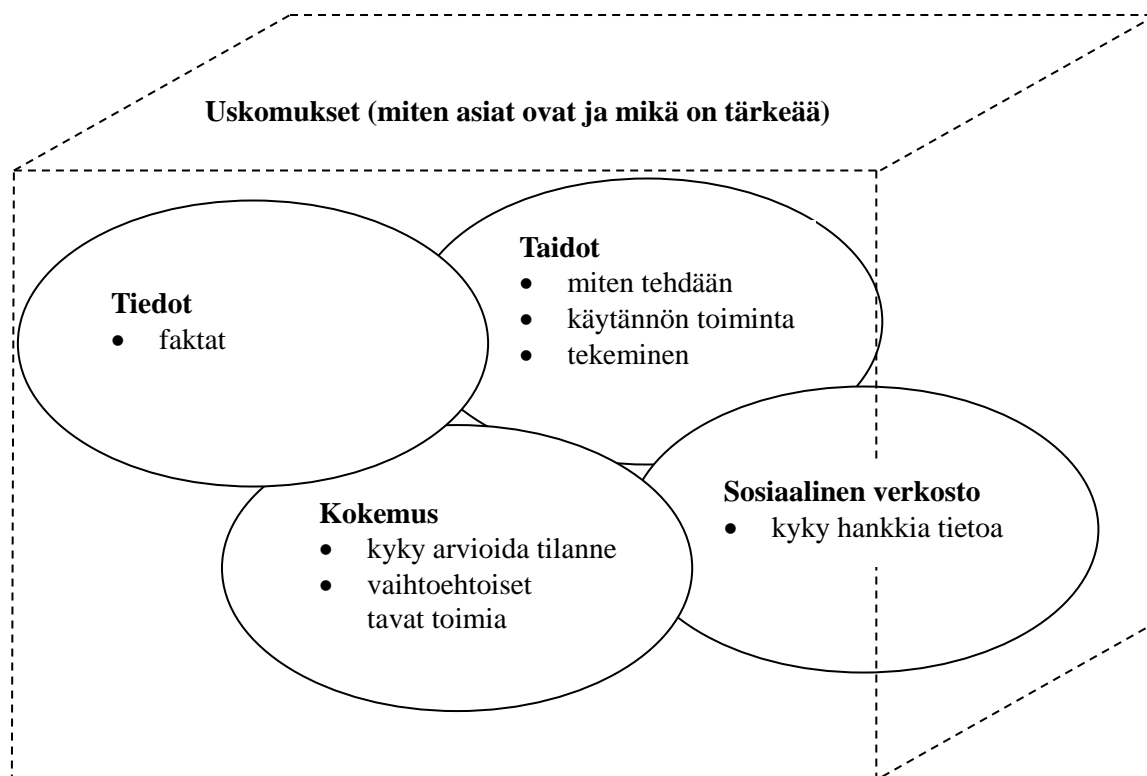 Uskomukset (miten asiat ovat ja mikä on tärkeää)
Taidot
• miten tehdään
• käytännön toiminta
• tekeminen
Tiedot
• faktat
Kokemus
• kyky arvioida tilanne
• vaihtoehtoiset
tavat toimia
Sosiaalinen verkosto
• kyky hankkia tietoa